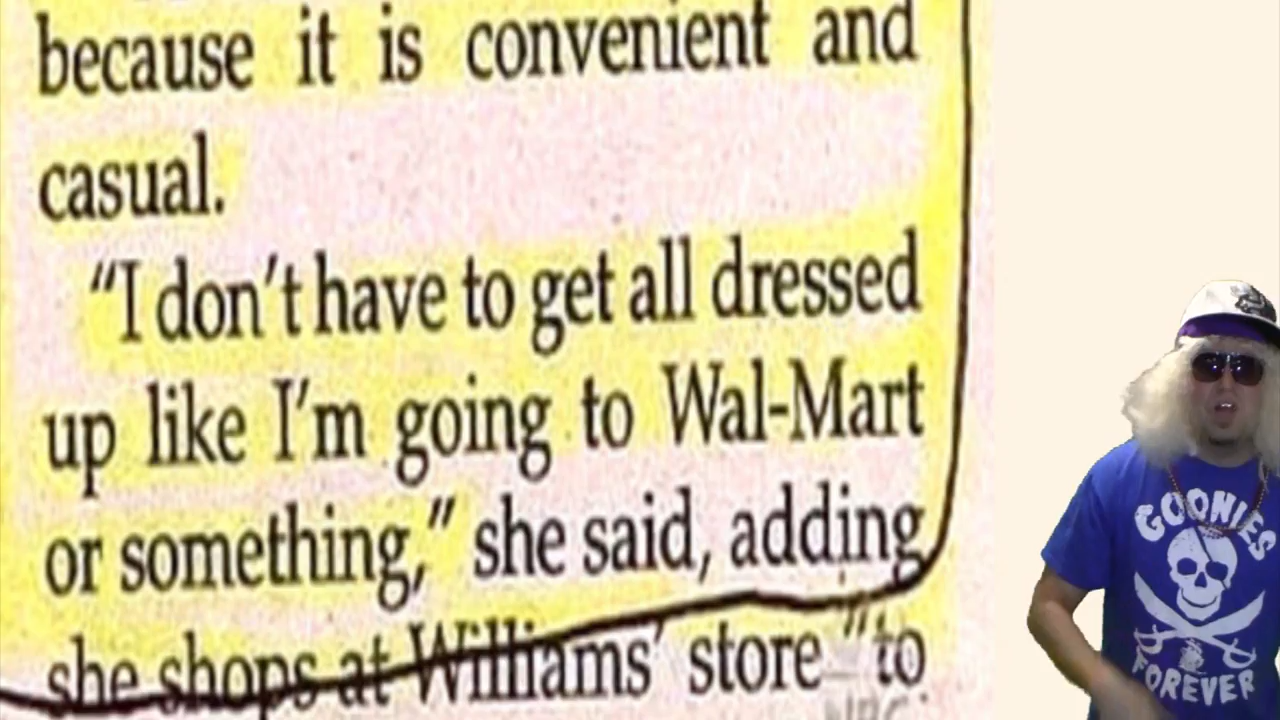 because it is convenient and
casual.
“I don’t have to get all dressed
up like I’m going to Wal-Mart
or something,” she said, adding
she shops at Williams’ store “to
NBC
GOONIES
FOREVER